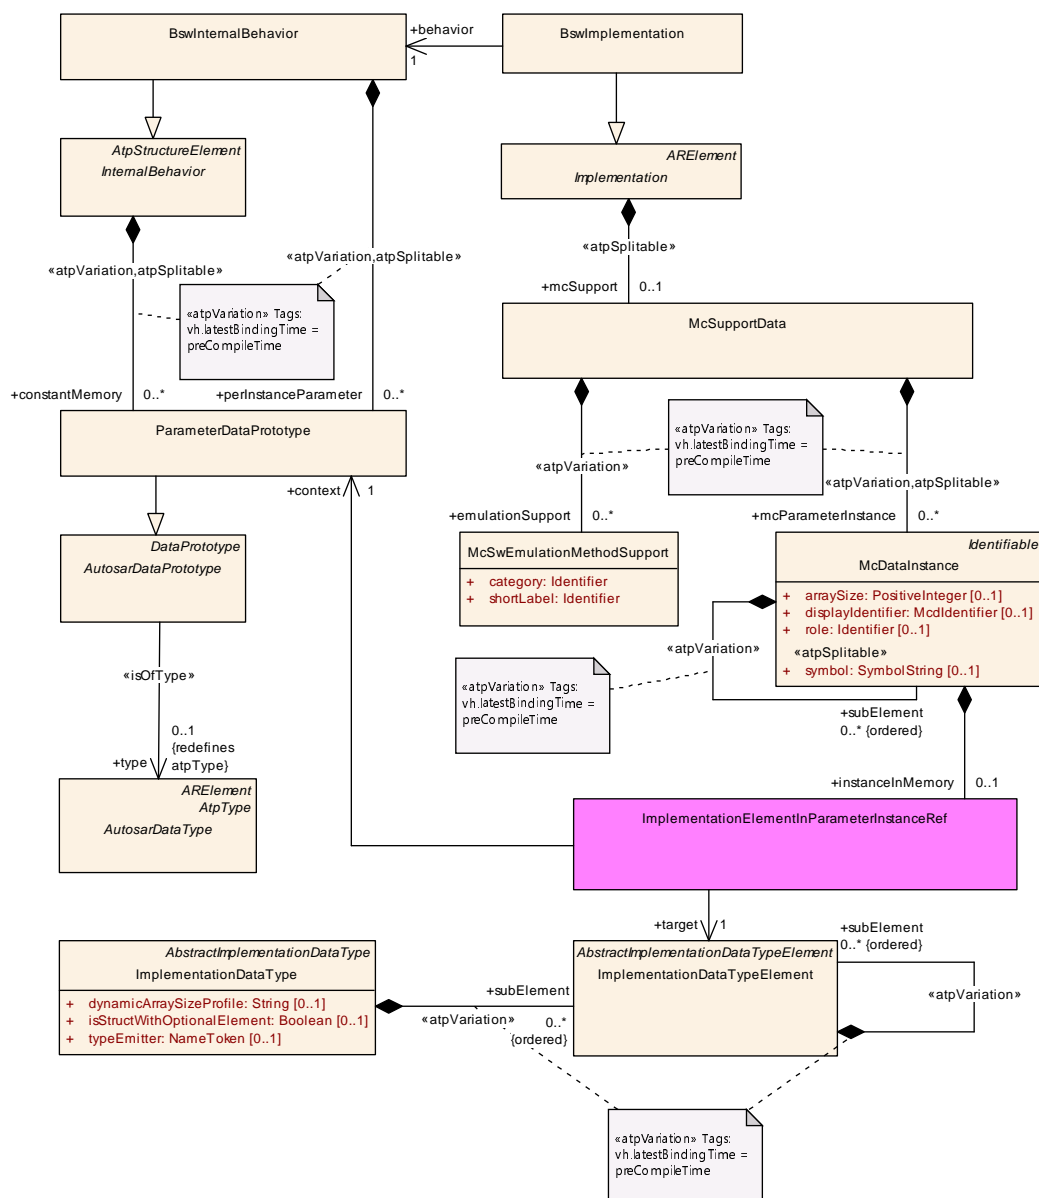 BswInternalBehavior
+behavior
1
BswImplementation
AtpStructureElement
InternalBehavior
ARElement
Implementation
«atpVariation,atpSplitable»
«atpVariation,atpSplitable»
«atpSplitable»
«atpVariation» Tags:
vh.latestBindingTime =
preCompileTime
+mcSupport
0..1
McSupportData
+constantMemory
0..*
+perInstanceParameter
0..*
ParameterDataPrototype
«atpVariation» Tags:
vh.latestBindingTime =
preCompileTime
«atpVariation»
«atpVariation,atpSplitable»
+context
1
+emulationSupport
0..*
+mcParameterInstance
0..*
DataPrototype
AutosarDataPrototype
McSwEmulationMethodSupport
+ category: Identifier
+ shortLabel: Identifier
Identifiable
McDataInstance
+ arraySize: PositiveInteger [0..1]
+ displayIdentifier: McdIdentifier [0..1]
+ role: Identifier [0..1]
«atpSplitable»
+ symbol: SymbolString [0..1]
«atpVariation»
«isOfType»
«atpVariation» Tags:
vh.latestBindingTime =
preCompileTime
+subElement
0..* {ordered}
0..1
{redefines
atpType}
+type
+instanceInMemory
0..1
ARElement
AtpType
AutosarDataType
ImplementationElementInParameterInstanceRef
+target
1
+subElement
0..* {ordered}
AbstractImplementationDataType
ImplementationDataType
+ dynamicArraySizeProfile: String [0..1]
+ isStructWithOptionalElement: Boolean [0..1]
+ typeEmitter: NameToken [0..1]
+subElement
«atpVariation»
0..*
{ordered}
AbstractImplementationDataTypeElement
ImplementationDataTypeElement
«atpVariation»
«atpVariation» Tags:
vh.latestBindingTime =
preCompileTime